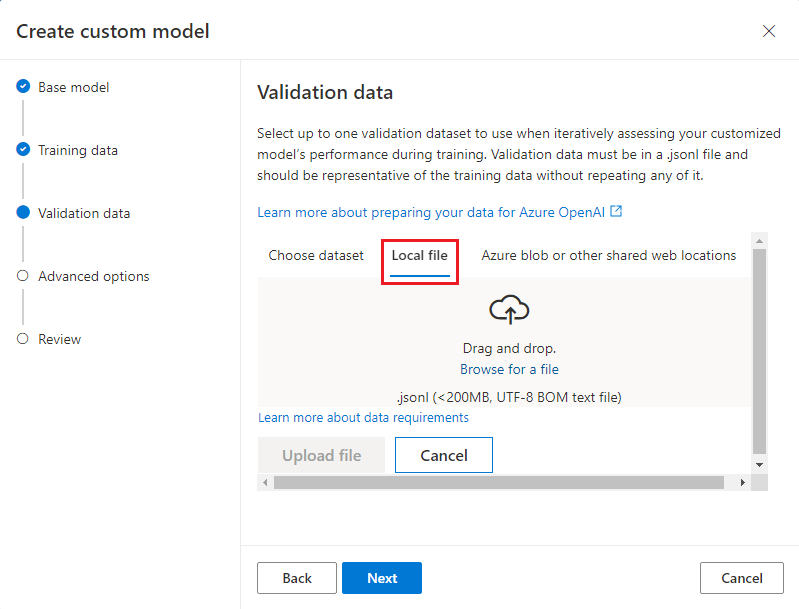 Create custom model
Base model
Training data
Validation data
Advanced options
Review
Validation data
Select up to one validation dataset to use when iteratively assessing your customized
model's performance during training. Validation data must be in a .jsonl file and
should be representative of the training data without repeating any of it.
Learn more about preparing your data for Azure OpenAI
Choose dataset Local file Azure blob or other shared web locations
Drag and drop.
Browse for a file
.jsonl (<200MB, UTF-8 BOM text file)
Learn more about data requirements
Upload file Cancel
Back Next Cancel